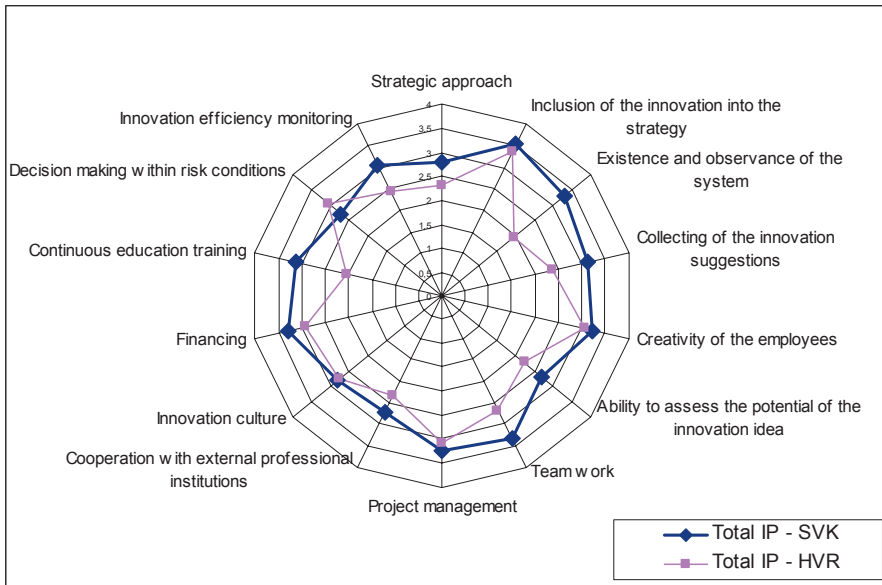 Strategic approach
Inclusion of the innovation into the
strategy
Existence and observance of the
system
Collecting of the innovation
suggestions
Creativity of the employees
Ability to assess the potential of the
innovation idea
Team work
Project management
Cooperation with external professional
institutions
Innovation culture
Financing
Continuous education training
Decision making within risk conditions
Innovation efficiency monitoring
4
3.5
3
2.5
2
1.5
1
0.5
0
Total IP - SVK
Total IP - HVR